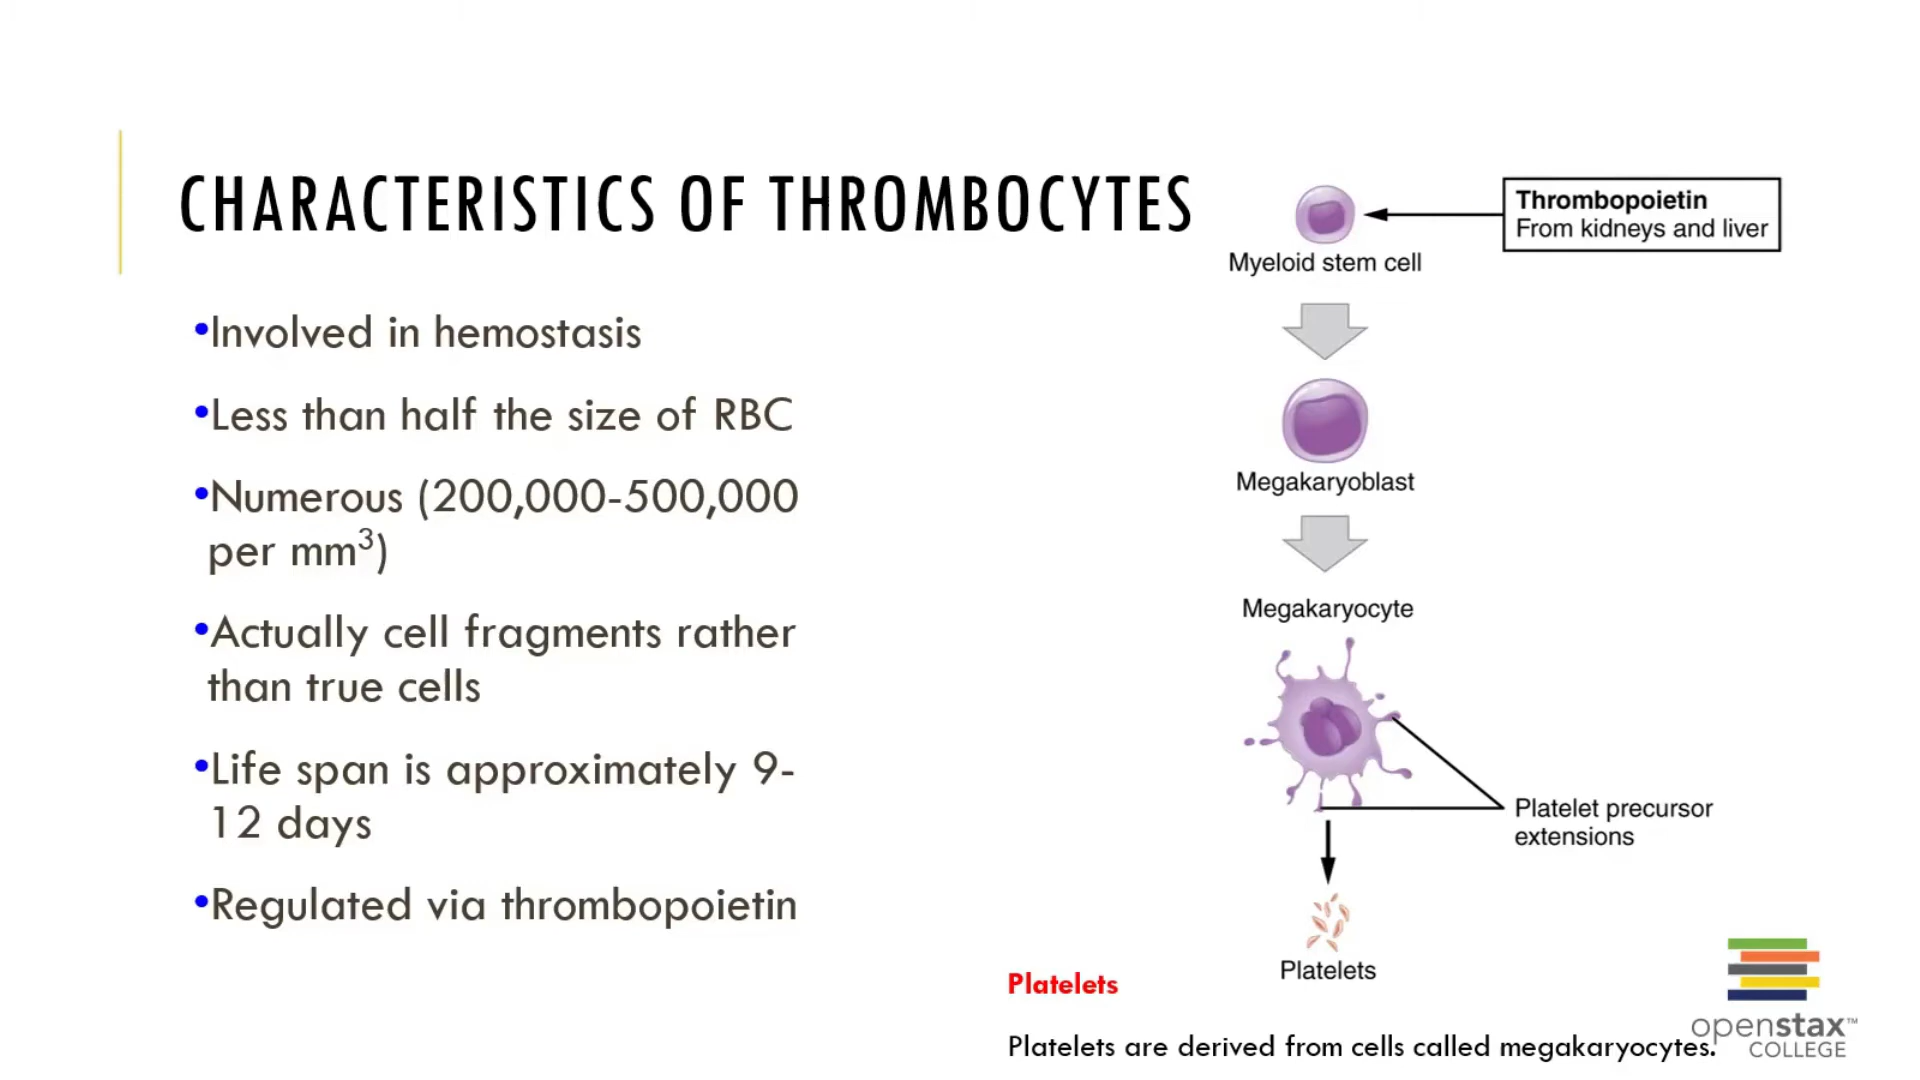 CHARACTERISTICS OF THROMBOCYTES
•Involved in hemostasis
•Less than half the size of RBC
•Numerous (200,000-500,000
per mm³)
•Actually cell fragments rather
than true cells
•Life span is approximately 9-
12 days
•Regulated via thrombopoietin
Thrombopoietin
From kidneys and liver
Myeloid stem cell
Megakaryoblast
Megakaryocyte
Platelet precursor
extensions
Platelets
Platelets
Platelets are derived from cells called megakaryocytes.
openstax™
COLLEGE